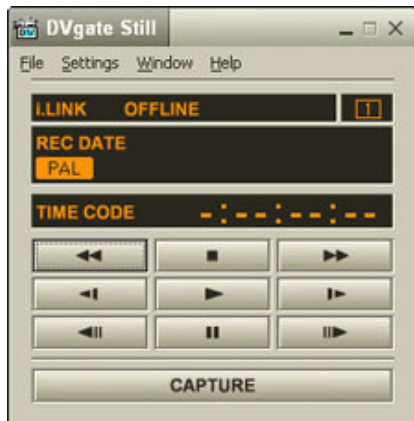 DVgate Still
File Settings Window Help
i.LINK OFFLINE 1
REC DATE
PAL
TIME CODE -:--:--:--
CAPTURE